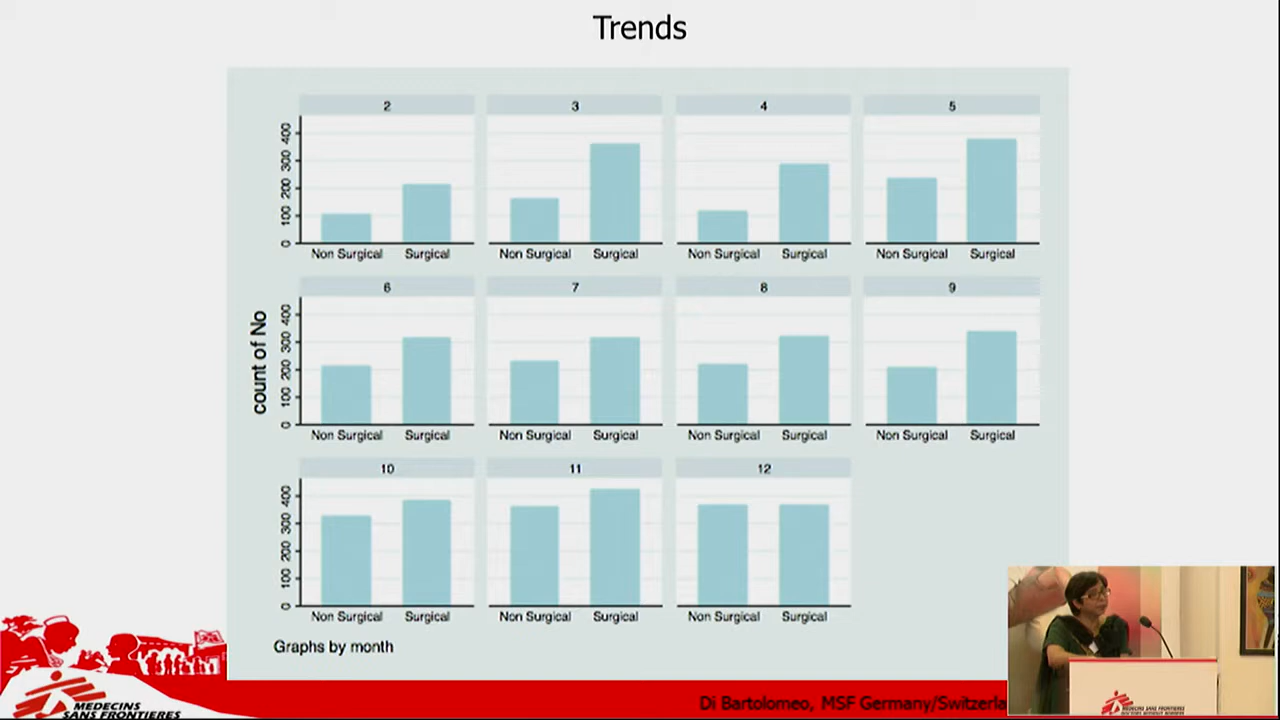 Trends
2 3 4 5
400 300 200 100 0
Non Surgical Surgical Non Surgical Surgical Non Surgical Surgical Non Surgical Surgical
6 7 8 9
count of No
400 300 200 100 0
Non Surgical Surgical Non Surgical Surgical Non Surgical Surgical Non Surgical Surgical
10 11 12
400 300 200 100 0
Non Surgical Surgical Non Surgical Surgical Non Surgical Surgical
Graphs by month
MEDECINS
SANS FRONTIERES
Di Bartolomeo, MSF Germany/Switzerla
MEDECINS SANS FRONTIERES